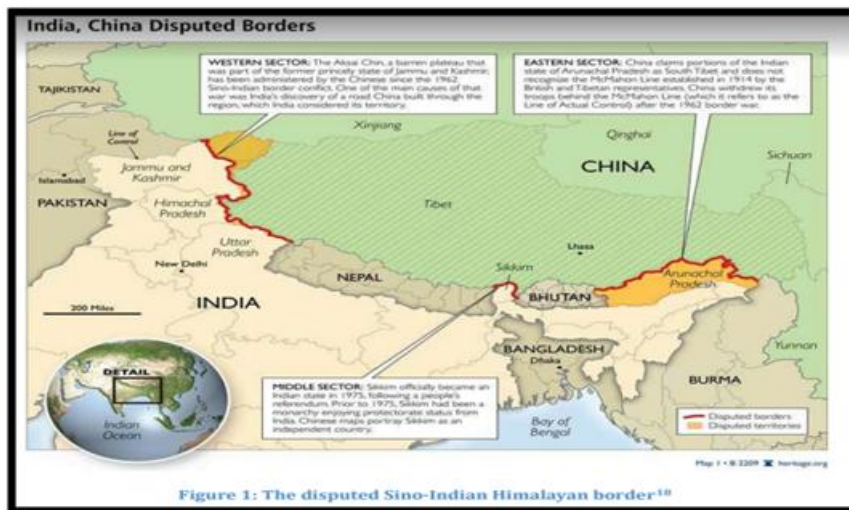 India, China Disputed Borders
WESTERN SECTOR: The Aksai Chin, a barren plateau that
was part of the former princely state of Jammu and Kashmir,
has been administered by the Chinese since the 1962
Sino-Indian border conflict. One of the main causes of that
war was India's discovery of a road China built through the
region, which India considered its territory.
EASTERN SECTOR: China claims portions of the Indian
state of Arunachal Pradesh as South Tibet and does not
recognize the McMahon Line established in 1914 by the
British and Tibetan representatives. China withdrew its
troops behind the McMahon Line (which it refers to as
the Line of Actual Control) after the 1962 border war.
TAJIKISTAN
Xinjiang
Qinghai
Line of
Control
CHINA
Sichuan
Jammu and
Kashmir
Islamabad
PAKISTAN
Himachal
Pradesh
Tibet
Uttar
Pradesh
Lhasa
New Delhi
Sikkim
Arunachal
Pradesh
NEPAL
BHUTAN
200 Miles
INDIA
Yunnan
BANGLADESH
Dhaka
BURMA
DETAIL
MIDDLE SECTOR: Sikkim officially became an
Indian state in 1975, following a people's
referendum. Prior to 1975, Sikkim had been a
monarchy enjoying protectorate status from
India. Chinese maps portray Sikkim as an
independent country.
Indian
Ocean
Bay of
Bengal
Disputed borders
Disputed territories
Map 1 • B 2209 heritage.org
Figure 1: The disputed Sino-Indian Himalayan border18